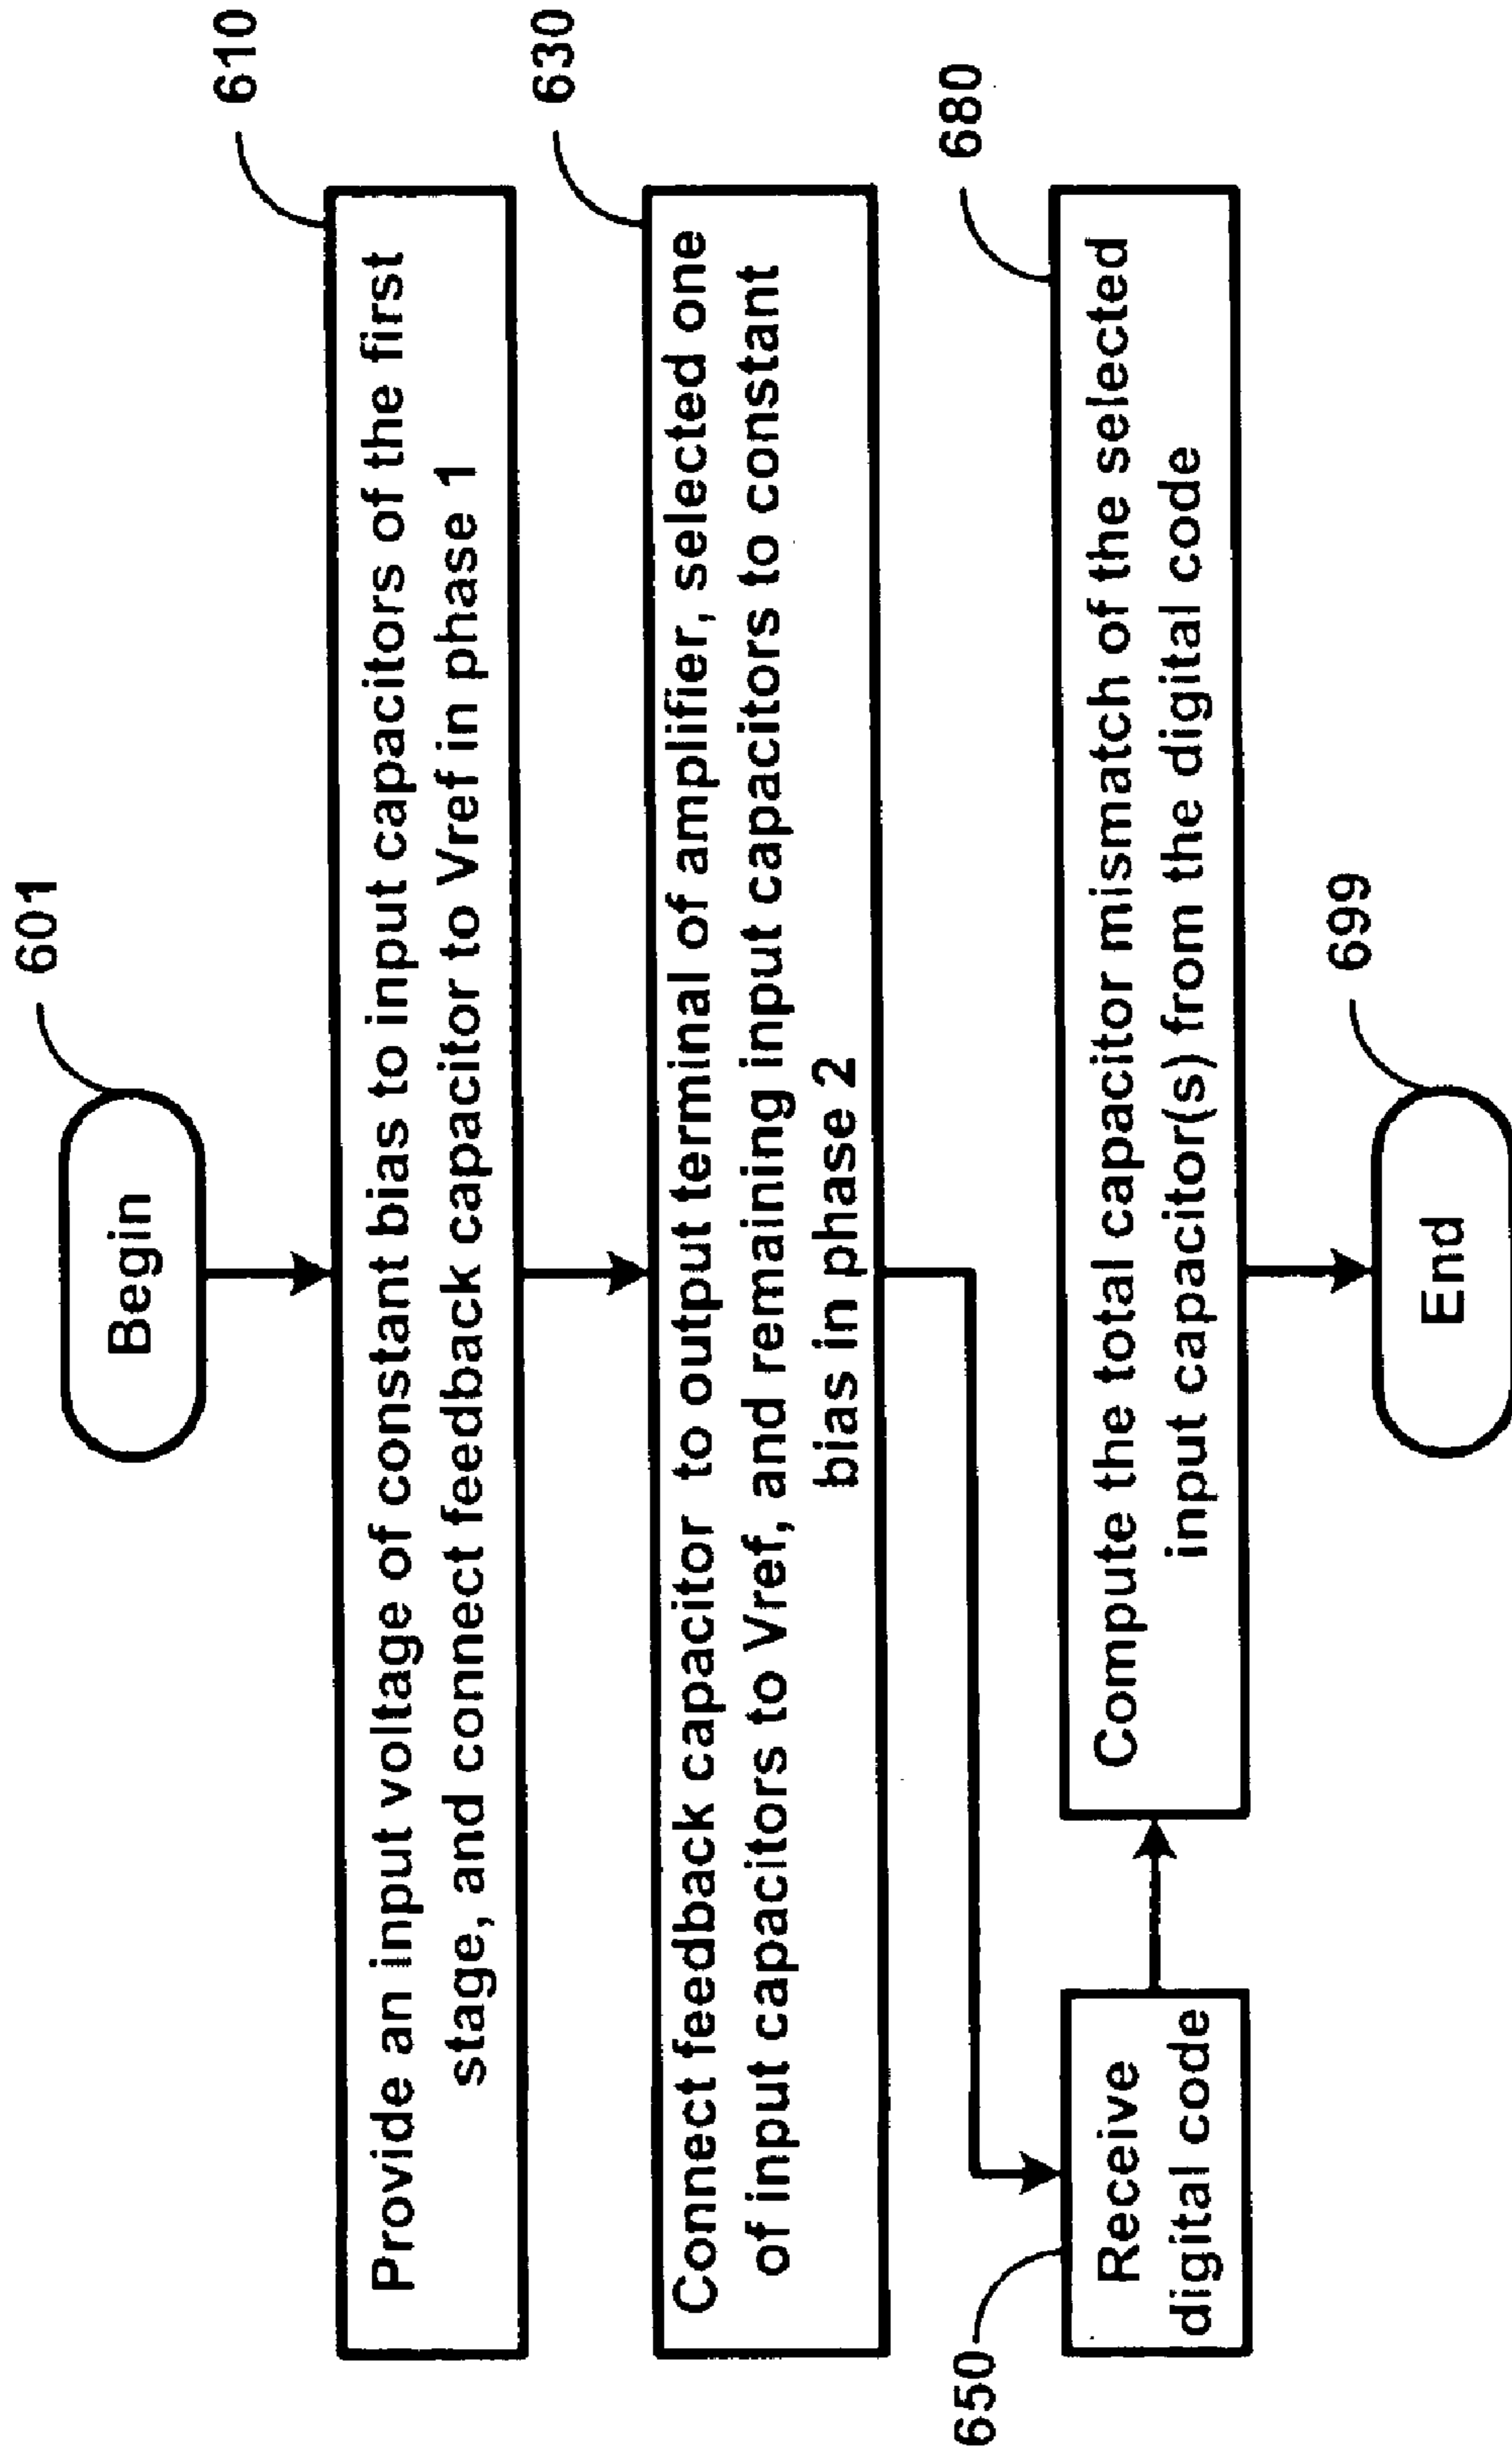 601
Begin
610
Provide an input voltage of constant bias to input capacitors of the first
stage, and connect feedback capacitor to Vref in phase 1
630
Connect feedback capacitor to output terminal of amplifier, selected one
of input capacitors to Vref, and remaining input capacitors to constant
bias in phase 2
650
Receive
digital code
680
Compute the total capacitor mismatch of the selected
input capacitor(s) from the digital code
699
End